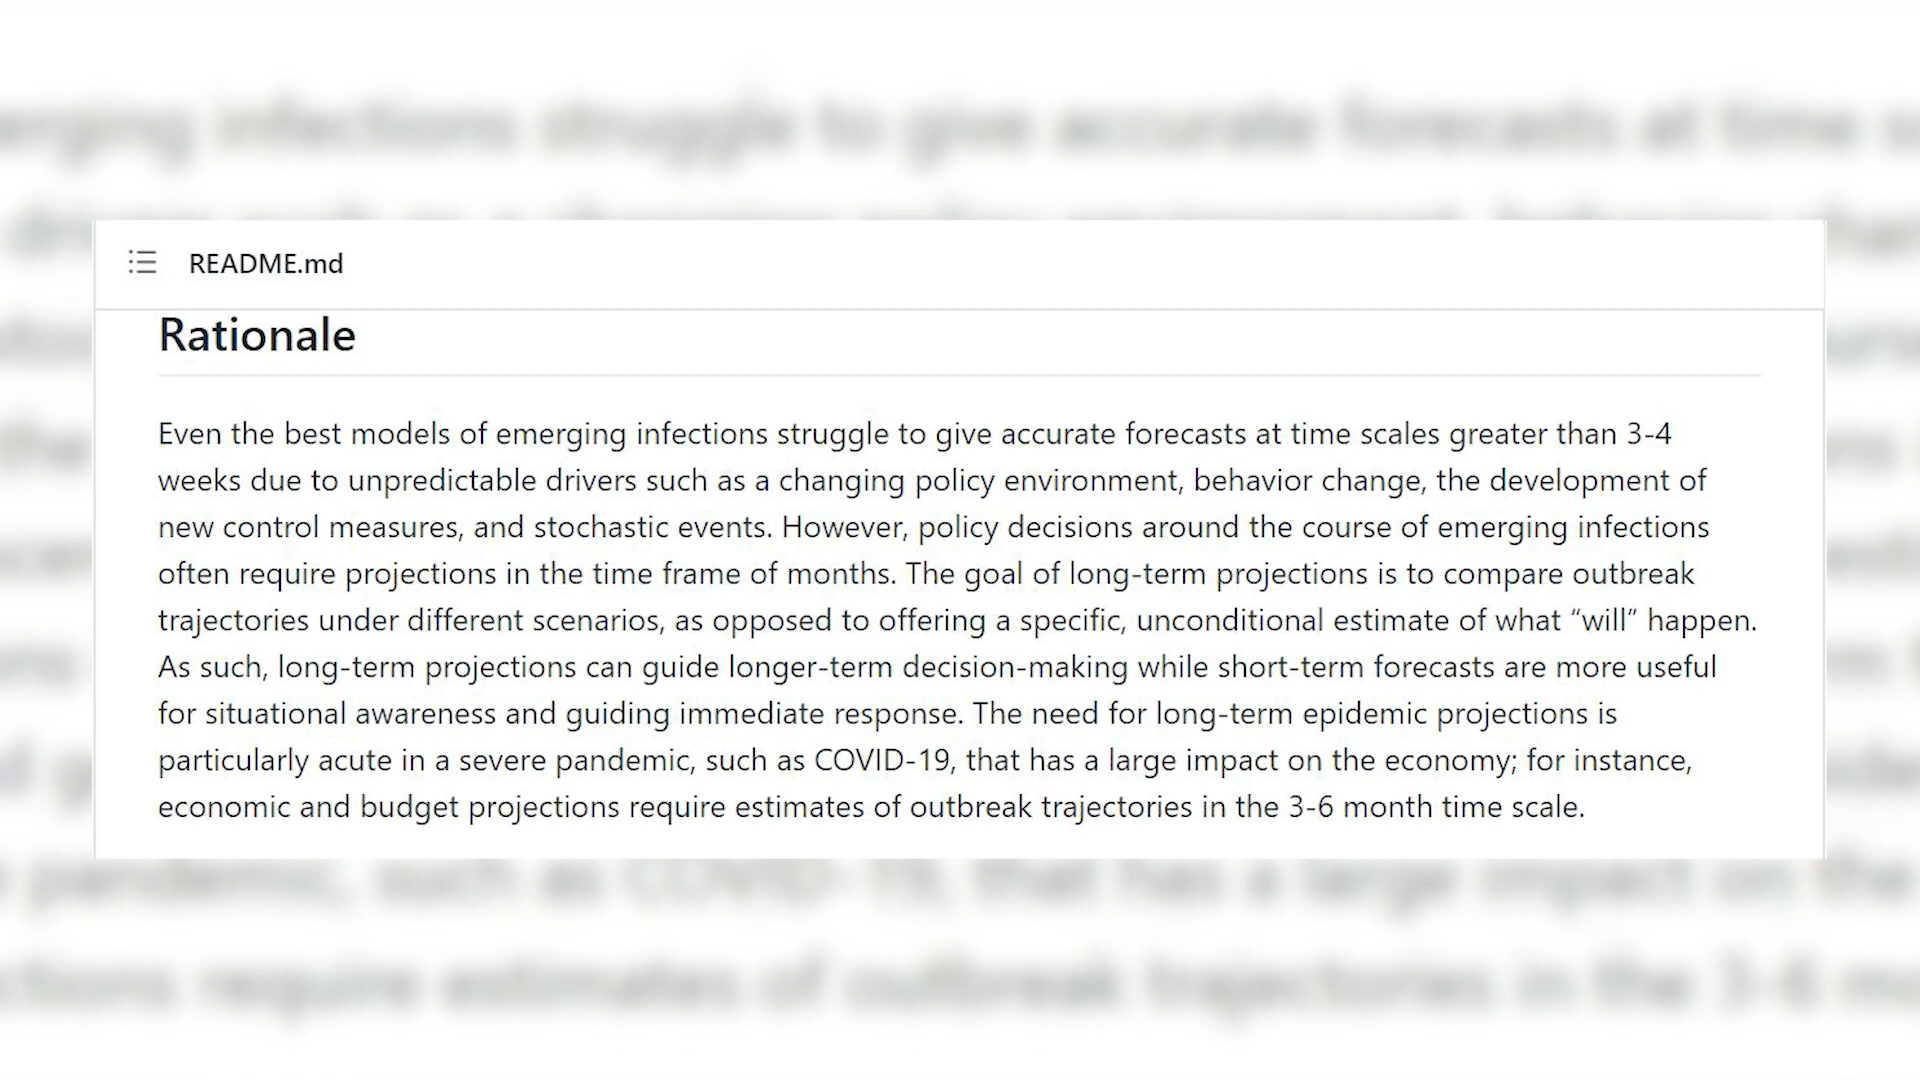 README.md
Rationale
Even the best models of emerging infections struggle to give accurate forecasts at time scales greater than 3-4
weeks due to unpredictable drivers such as a changing policy environment, behavior change, the development of
new control measures, and stochastic events. However, policy decisions around the course of emerging infections
often require projections in the time frame of months. The goal of long-term projections is to compare outbreak
trajectories under different scenarios, as opposed to offering a specific, unconditional estimate of what “will” happen.
As such, long-term projections can guide longer-term decision-making while short-term forecasts are more useful
for situational awareness and guiding immediate response. The need for long-term epidemic projections is
particularly acute in a severe pandemic, such as COVID-19, that has a large impact on the economy; for instance,
economic and budget projections require estimates of outbreak trajectories in the 3-6 month time scale.